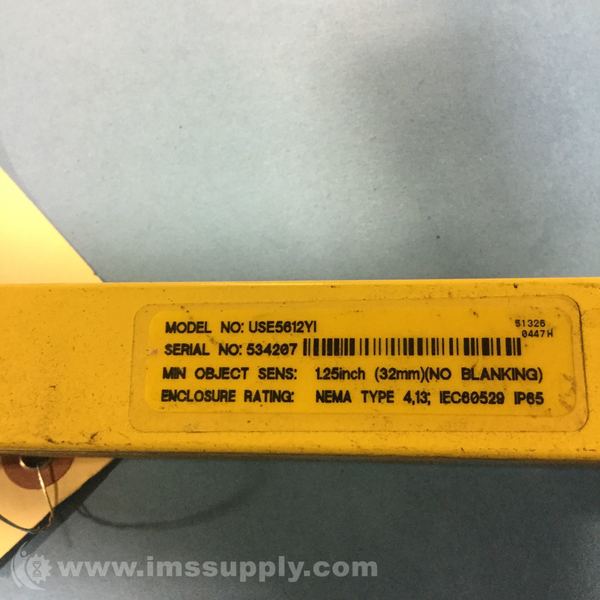 MODEL NO: USE5612YI
51326
0447H
SERIAL NO: 534207
MIN OBJECT SENS: 1.25inch (32mm)(NO BLANKING)
ENCLOSURE RATING: NEMA TYPE 4,13; IEC60529 IP65
www.imssupply.com